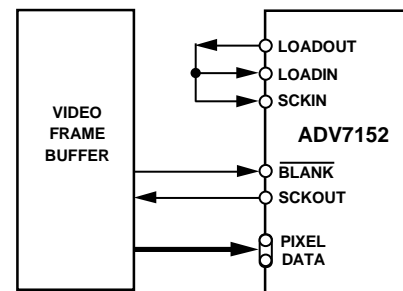 VIDEO
FRAME
BUFFER
LOADOUT
LOADIN
SCKIN
ADV7152
BLANK
SCKOUT
PIXEL
DATA